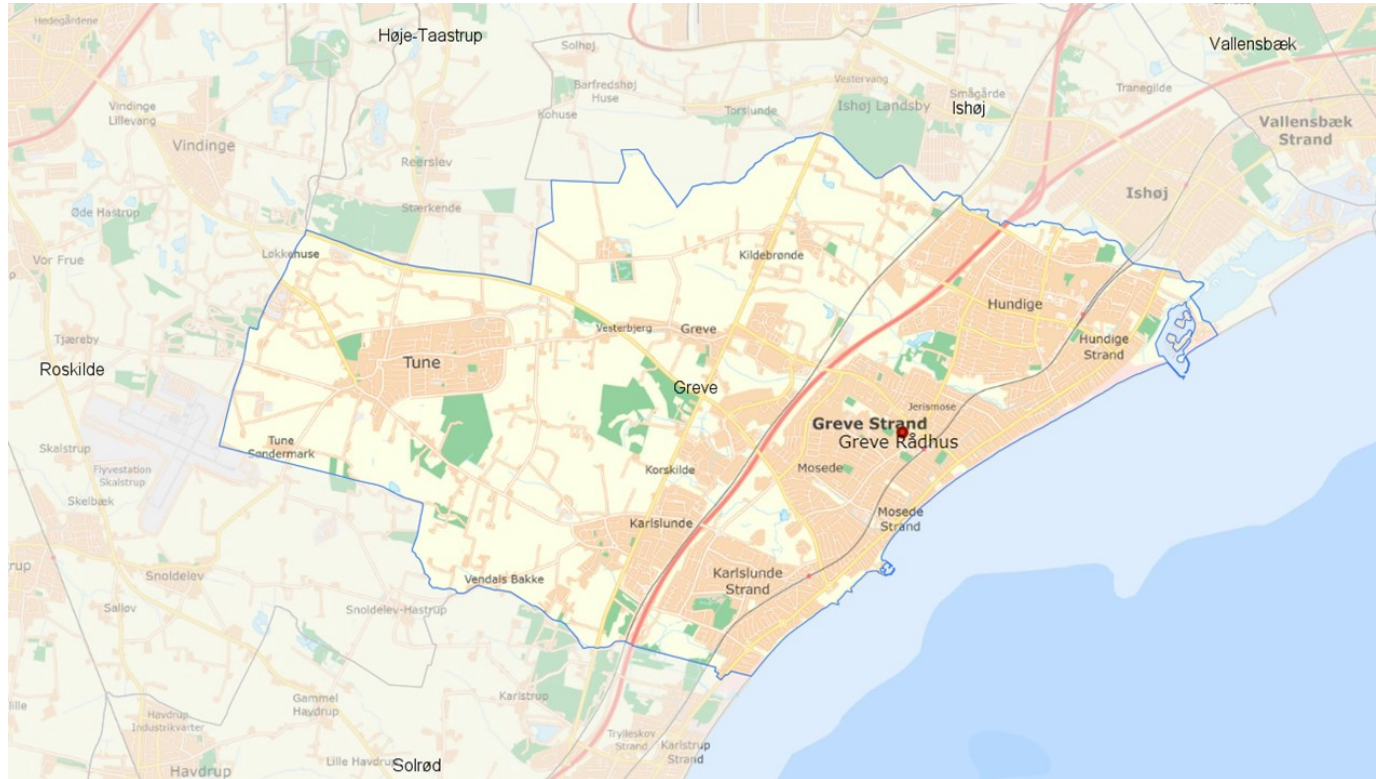 Hedegårdene
Høje-Taastrup
Solhøj
Vallensbæk
Barfredshøj
Huse
Vestervang
Smågårde
Tranegilde
Vindinge
Lillevang
Kohuse
Torslunde
Ishøj Landsby
Ishøj
Vallensbæk
Strand
Vindinge
Reerslev
Ishøj
Øde Hastrup
Stærkende
Vor Frue
Løkkehuse
Kildebrønde
Hundige
Tjæreby
Vesterbjerg
Greve
Hundige
Strand
Roskilde
Tune
Greve
Jerismose
Greve Strand
Greve Rådhus
Skalstrup
Tune
Søndermark
Flyvestation
Skalstrup
Korskilde
Mosede
Skelbæk
Mosede
Strand
Karlslunde
Karlslunde
Strand
Snoldelev
Vendals Bakke
Salløv
Snoldelev-Hastrup
Gammel
Havdrup
Karlstrup
Havdrup
Industrikvarter
Trylleskov
Strand
Karlstrup
Strand
Lille Havdrup
Solrød
Havdrup